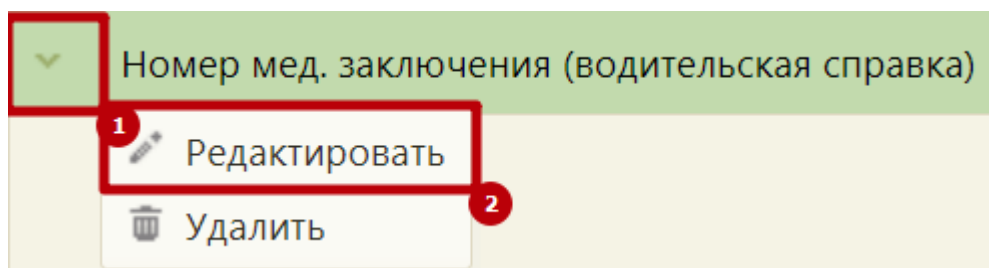 Номер мед. заключения (водительская справка)
1
Редактировать
2
Удалить